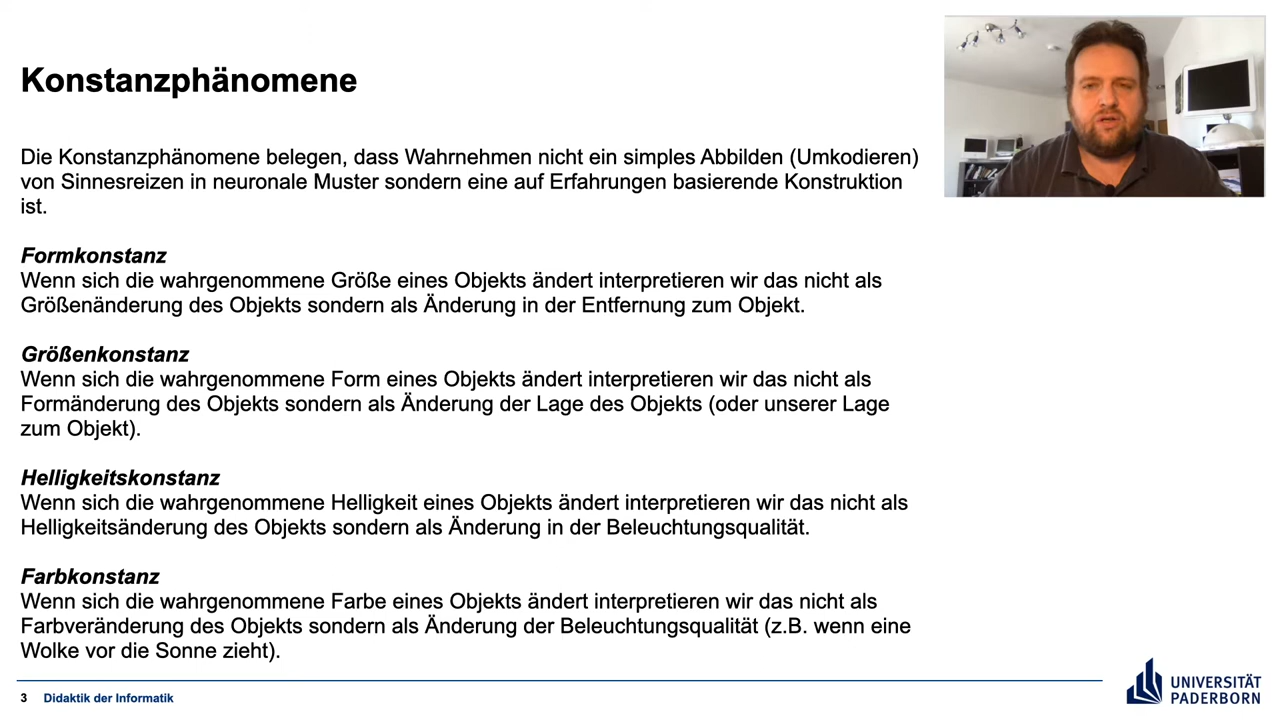 Konstanzphänomene
Die Konstanzphänomene belegen, dass Wahrnehmen nicht ein simples Abbilden (Umkodieren)
von Sinnesreizen in neuronale Muster sondern eine auf Erfahrungen basierende Konstruktion
ist.
Formkonstanz
Wenn sich die wahrgenommene Größe eines Objekts ändert interpretieren wir das nicht als
Größenänderung des Objekts sondern als Änderung in der Entfernung zum Objekt.
Größenkonstanz
Wenn sich die wahrgenommene Form eines Objekts ändert interpretieren wir das nicht als
Formänderung des Objekts sondern als Änderung der Lage des Objekts (oder unserer Lage
zum Objekt).
Helligkeitskonstanz
Wenn sich die wahrgenommene Helligkeit eines Objekts ändert interpretieren wir das nicht als
Helligkeitsänderung des Objekts sondern als Änderung in der Beleuchtungsqualität.
Farbkonstanz
Wenn sich die wahrgenommene Farbe eines Objekts ändert interpretieren wir das nicht als
Farbveränderung des Objekts sondern als Änderung der Beleuchtungsqualität (z.B. wenn eine
Wolke vor die Sonne zieht).
3 Didaktik der Informatik
UNIVERSITÄT
PADERBORN